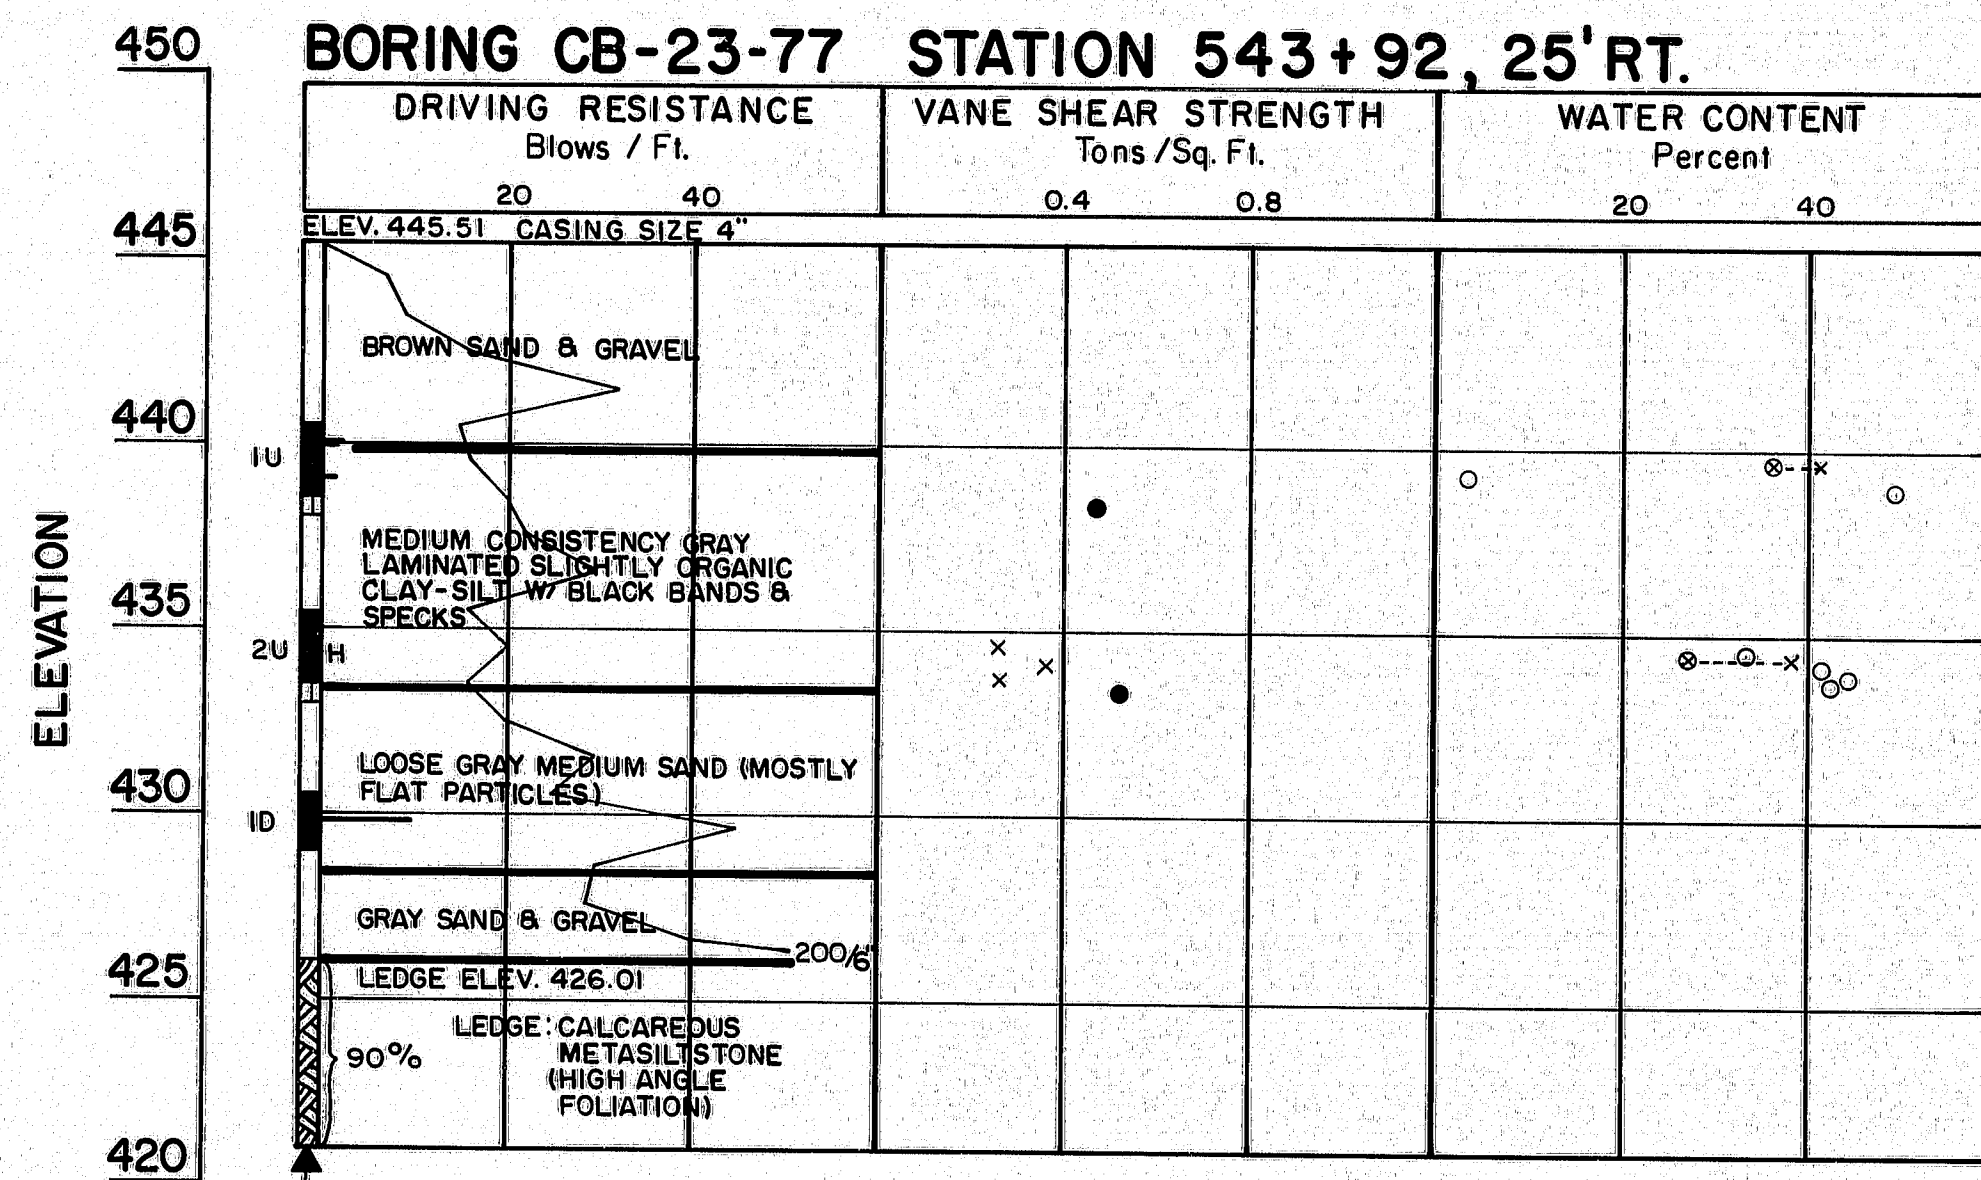 BORING CB-23-77 STATION 543+92, 25' RT.
DRIVING RESISTANCE
Blows / Ft.
20 40
VANE SHEAR STRENGTH
Tons/Sq. Ft.
0.4 0.8
WATER CONTENT
Percent
20 40
ELEV. 445.51 CASING SIZE 4"
ELEVATION
450
445
440
435
430
425
420
1U
2U
H
1D
BROWN SAND & GRAVEL
MEDIUM CONSISTENCY GRAY
LAMINATED SLIGHTLY ORGANIC
CLAY-SILT W/ BLACK BANDS &
SPECKS
LOOSE GRAY MEDIUM SAND (MOSTLY
FLAT PARTICLES)
GRAY SAND & GRAVEL
200/6"
LEDGE ELEV. 426.01
90%
LEDGE: CALCAREOUS
METASILTSTONE
(HIGH ANGLE
FOLIATION)